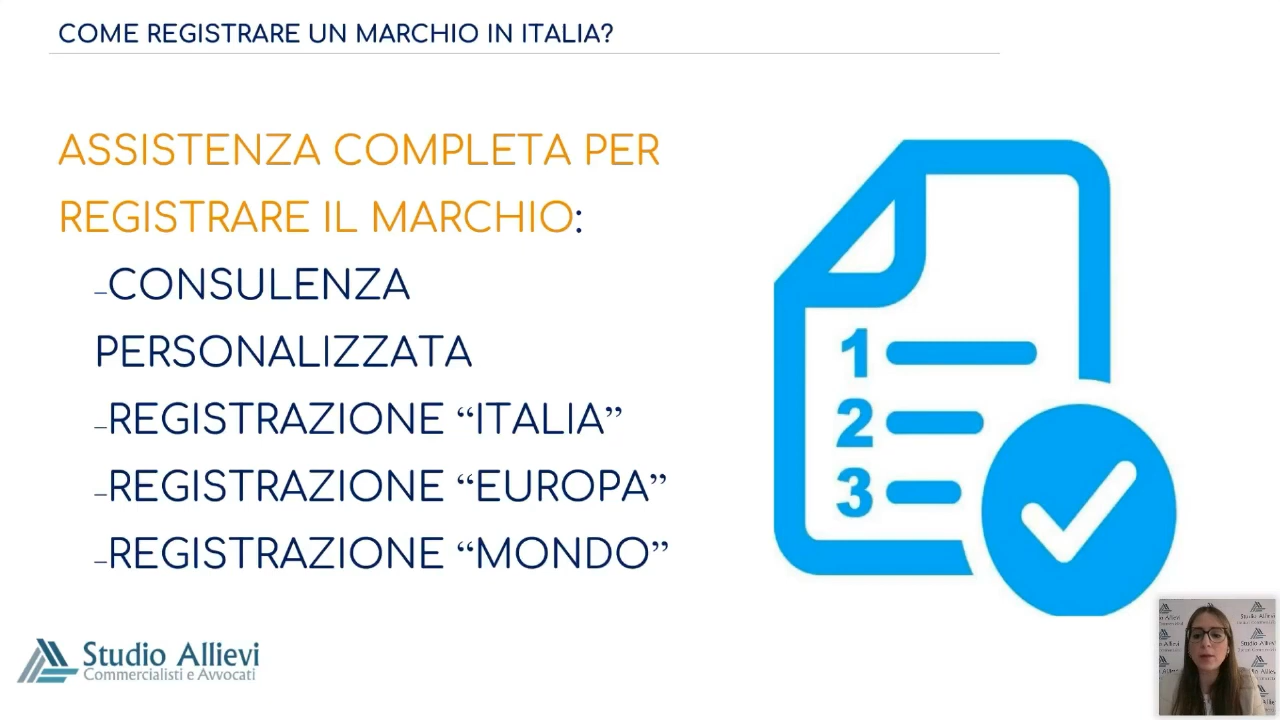 COME REGISTRARE UN MARCHIO IN ITALIA?
ASSISTENZA COMPLETA PER
REGISTRARE IL MARCHIO:
–CONSULENZA
PERSONALIZZATA
–REGISTRAZIONE “ITALIA”
–REGISTRAZIONE “EUROPA”
–REGISTRAZIONE “MONDO”
1
2
3
Studio Allievi
Commercialisti e Avvocati